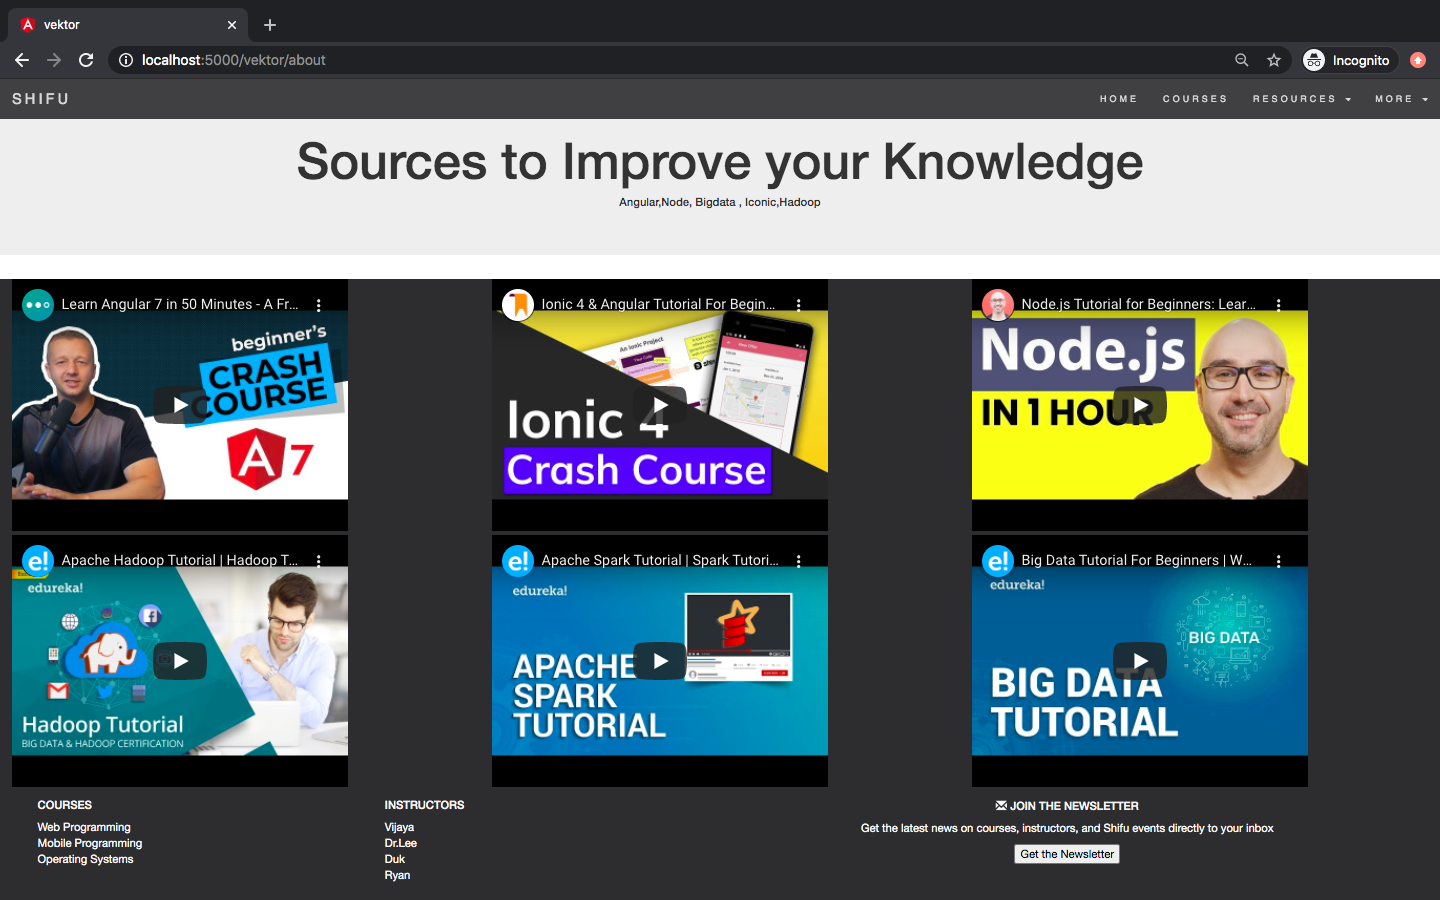 vektor
localhost:5000/vektor/about
Incognito
SHIFU
HOME
COURSES
RESOURCES
MORE
Sources to Improve your Knowledge
Angular,Node, Bigdata , Iconic,Hadoop
Learn Angular 7 in 50 Minutes - A Fr...
beginner's
CRASH
COURSE
A 7
Ionic 4 & Angular Tutorial For Begin...
An Ionic Project
Ionic 4
Crash Course
Node.js Tutorial for Beginners: Lear...
Node.js
IN 1 HOUR
Apache Hadoop Tutorial | Hadoop T...
edureka!
Hadoop Tutorial
BIG DATA & HADOOP CERTIFICATION
Apache Spark Tutorial | Spark Tutori...
edureka!
APACHE
SPARK
TUTORIAL
Big Data Tutorial For Beginners | W...
edureka!
BIG DATA
BIG DATA
TUTORIAL
COURSES
Web Programming
Mobile Programming
Operating Systems
INSTRUCTORS
Vijaya
Dr.Lee
Duk
Ryan
JOIN THE NEWSLETTER
Get the latest news on courses, instructors, and Shifu events directly to your inbox
Get the Newsletter